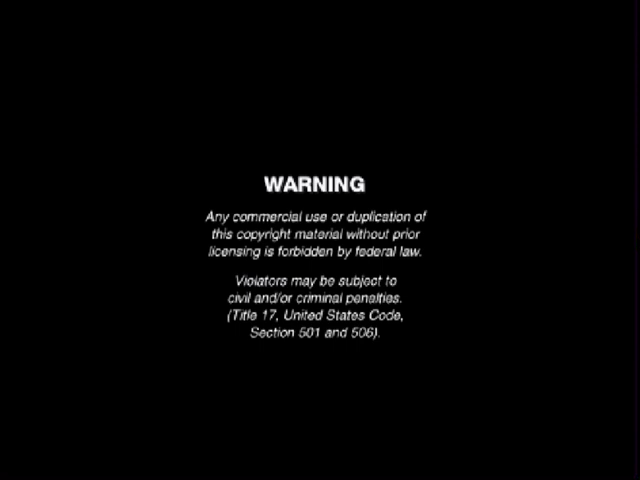 WARNING
Any commercial use or duplication of
this copyright material without prior
licensing is forbidden by federal law.
Violators may be subject to
civil and/or criminal penalties.
(Title 17, United States Code,
Section 501 and 506).